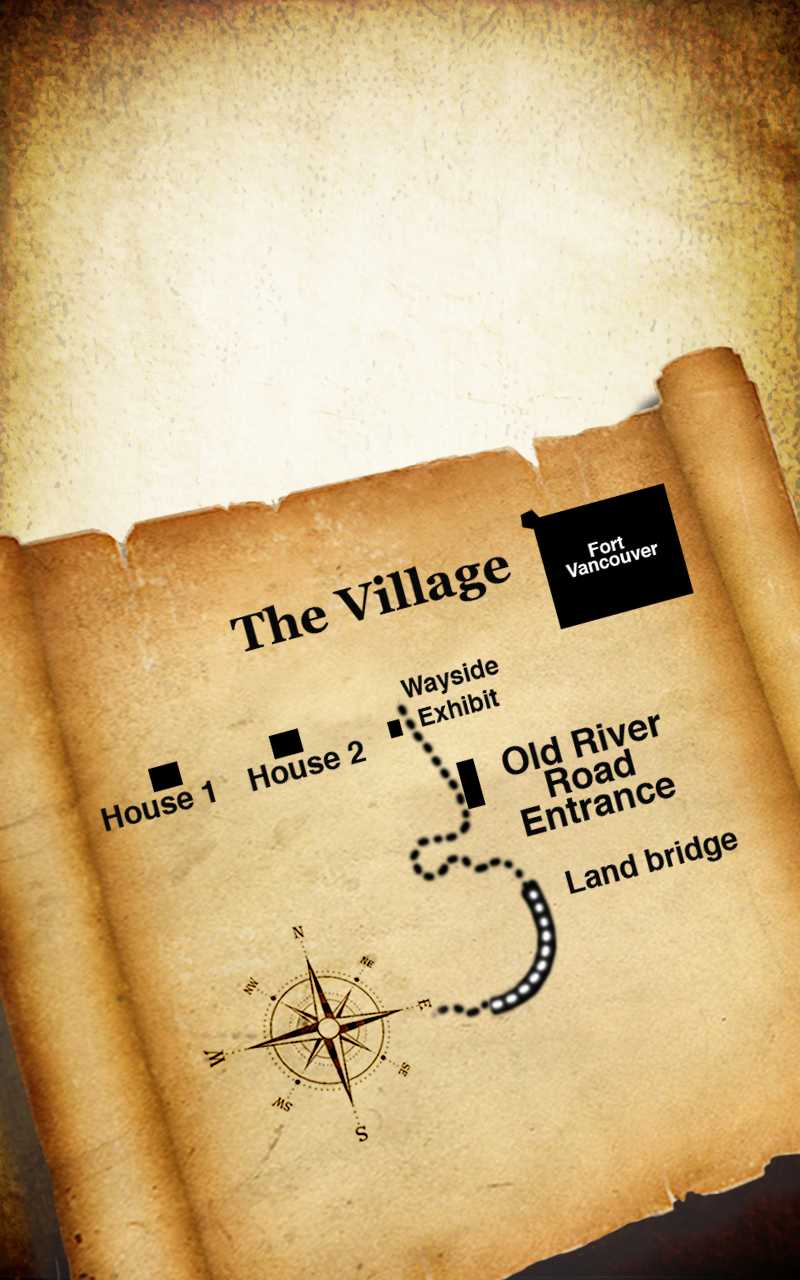 Fort
Vancouver
The Village
Wayside
Exhibit
Old River
Road
Entrance
House 2
House 1
Land bridge
N
NE
NW
E
W
SE
SW
S